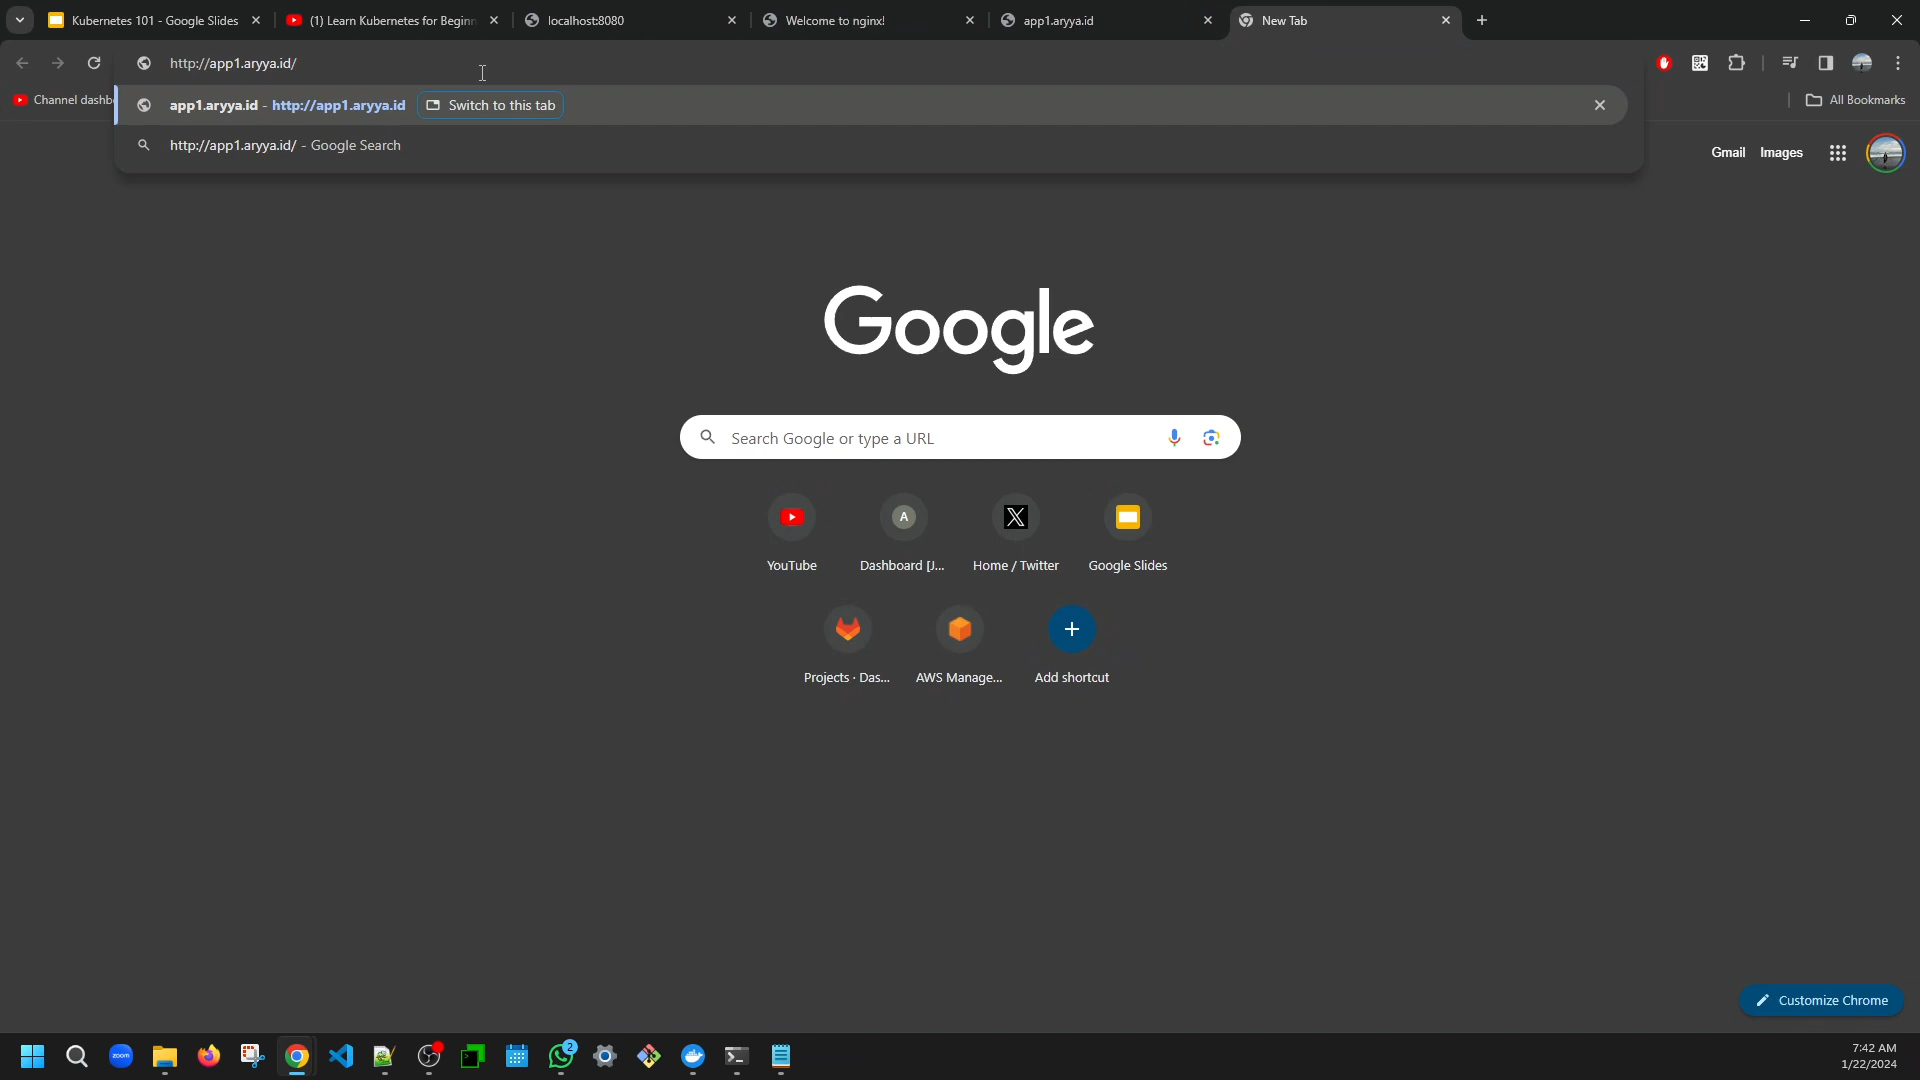 Kubernetes 101 - Google Slides
(1) Learn Kubernetes for Beginn
localhost:8080
Welcome to nginx!
app1.aryya.id
New Tab
http://app1.aryya.id/
Channel dashb
app1.aryya.id - http://app1.aryya.id
Switch to this tab
All Bookmarks
http://app1.aryya.id/ - Google Search
Gmail
Images
Google
Search Google or type a URL
A
YouTube
Dashboard [J...
Home / Twitter
Google Slides
Projects · Das...
AWS Manage...
Add shortcut
Customize Chrome
zoom
2
7:42 AM
1/22/2024